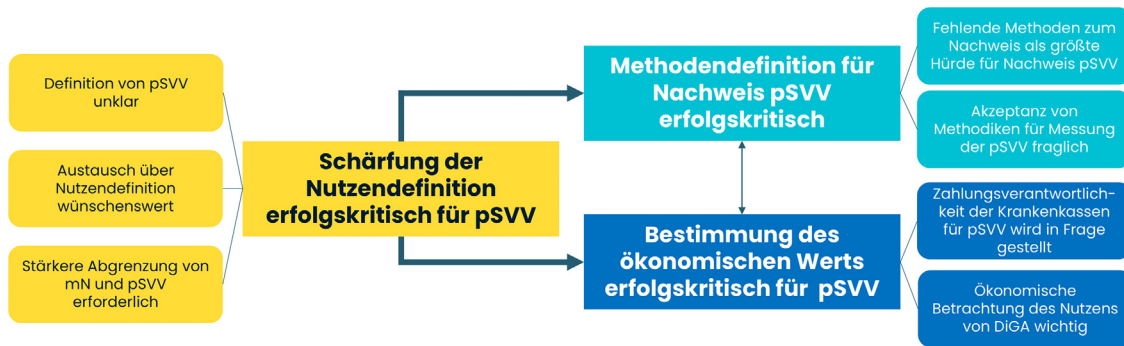 Definition von pSVV
unklar
Austausch über
Nutzendefinition
wünschenswert
Stärkere Abgrenzung von
mN und pSVV
erforderlich
Schärfung der
Nutzendefinition
erfolgskritisch für pSVV
Methodendefinition für
Nachweis pSVV
erfolgskritisch
Fehlende Methoden zum
Nachweis als größte
Hürde für Nachweis pSVV
Akzeptanz von
Methodiken für Messung
der pSVV fraglich
Bestimmung des
ökonomischen Werts
erfolgskritisch für pSVV
Zahlungsverantwortlich-
keit der Krankenkassen
für pSVV wird in Frage
gestellt
Ökonomische
Betrachtung des Nutzens
von DiGA wichtig